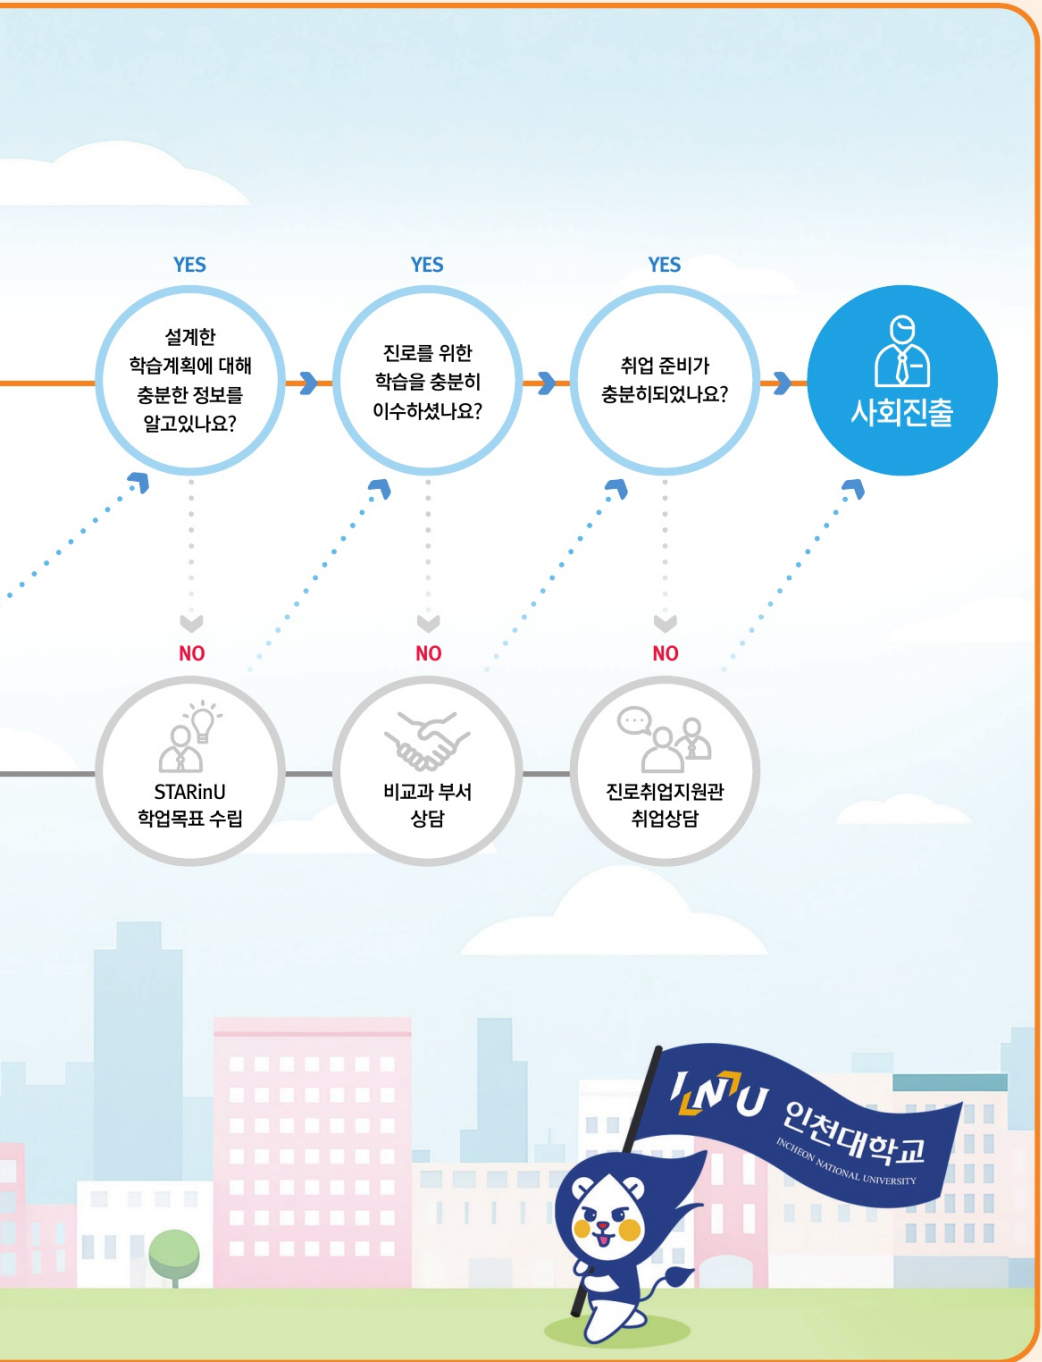 YES
YES
YES
설계한
학습계획에 대해
충분한 정보를
알고있나요?
진로를 위한
학습을 충분히
이수하셨나요?
취업 준비가
충분히되었나요?
사회진출
NO
NO
NO
STARinU
학업목표 수립
비교과 부서
상담
진로취업지원관
취업상담
INU 인천대학교
INCHEON NATIONAL UNIVERSITY